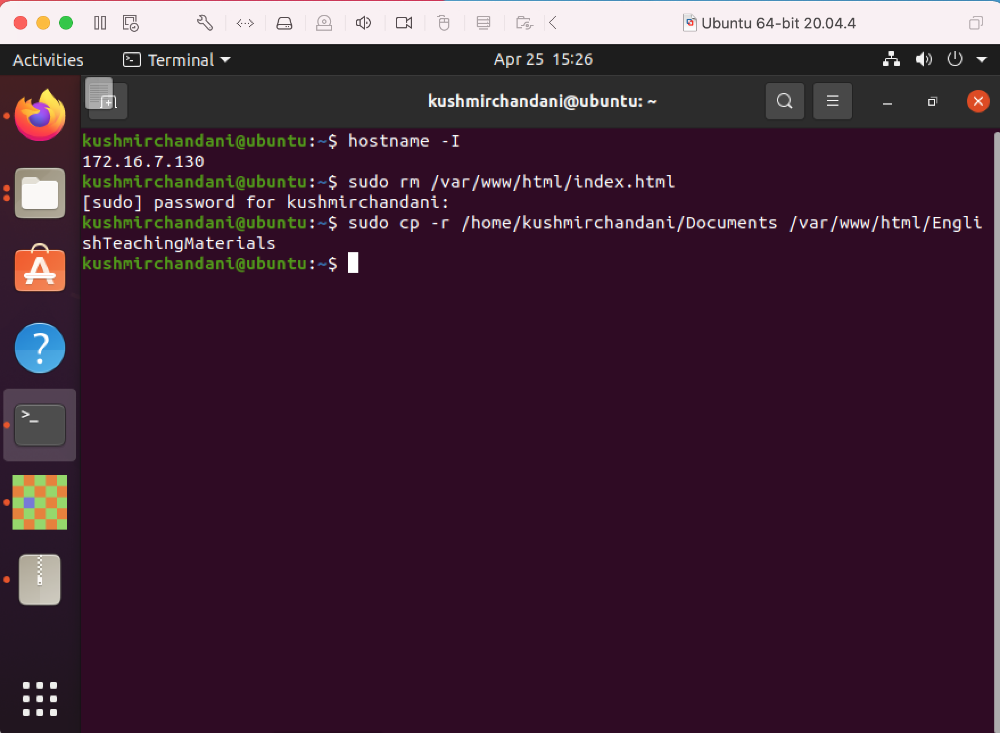 Ubuntu 64-bit 20.04.4
Activities
Terminal
Apr 25 15:26
kushmirchandani@ubuntu: ~
kushmirchandani@ubuntu:~$ hostname -I
172.16.7.130
kushmirchandani@ubuntu:~$ sudo rm /var/www/html/index.html
[sudo] password for kushmirchandani:
kushmirchandani@ubuntu:~$ sudo cp -r /home/kushmirchandani/Documents /var/www/html/Engli
shTeachingMaterials
kushmirchandani@ubuntu:~$